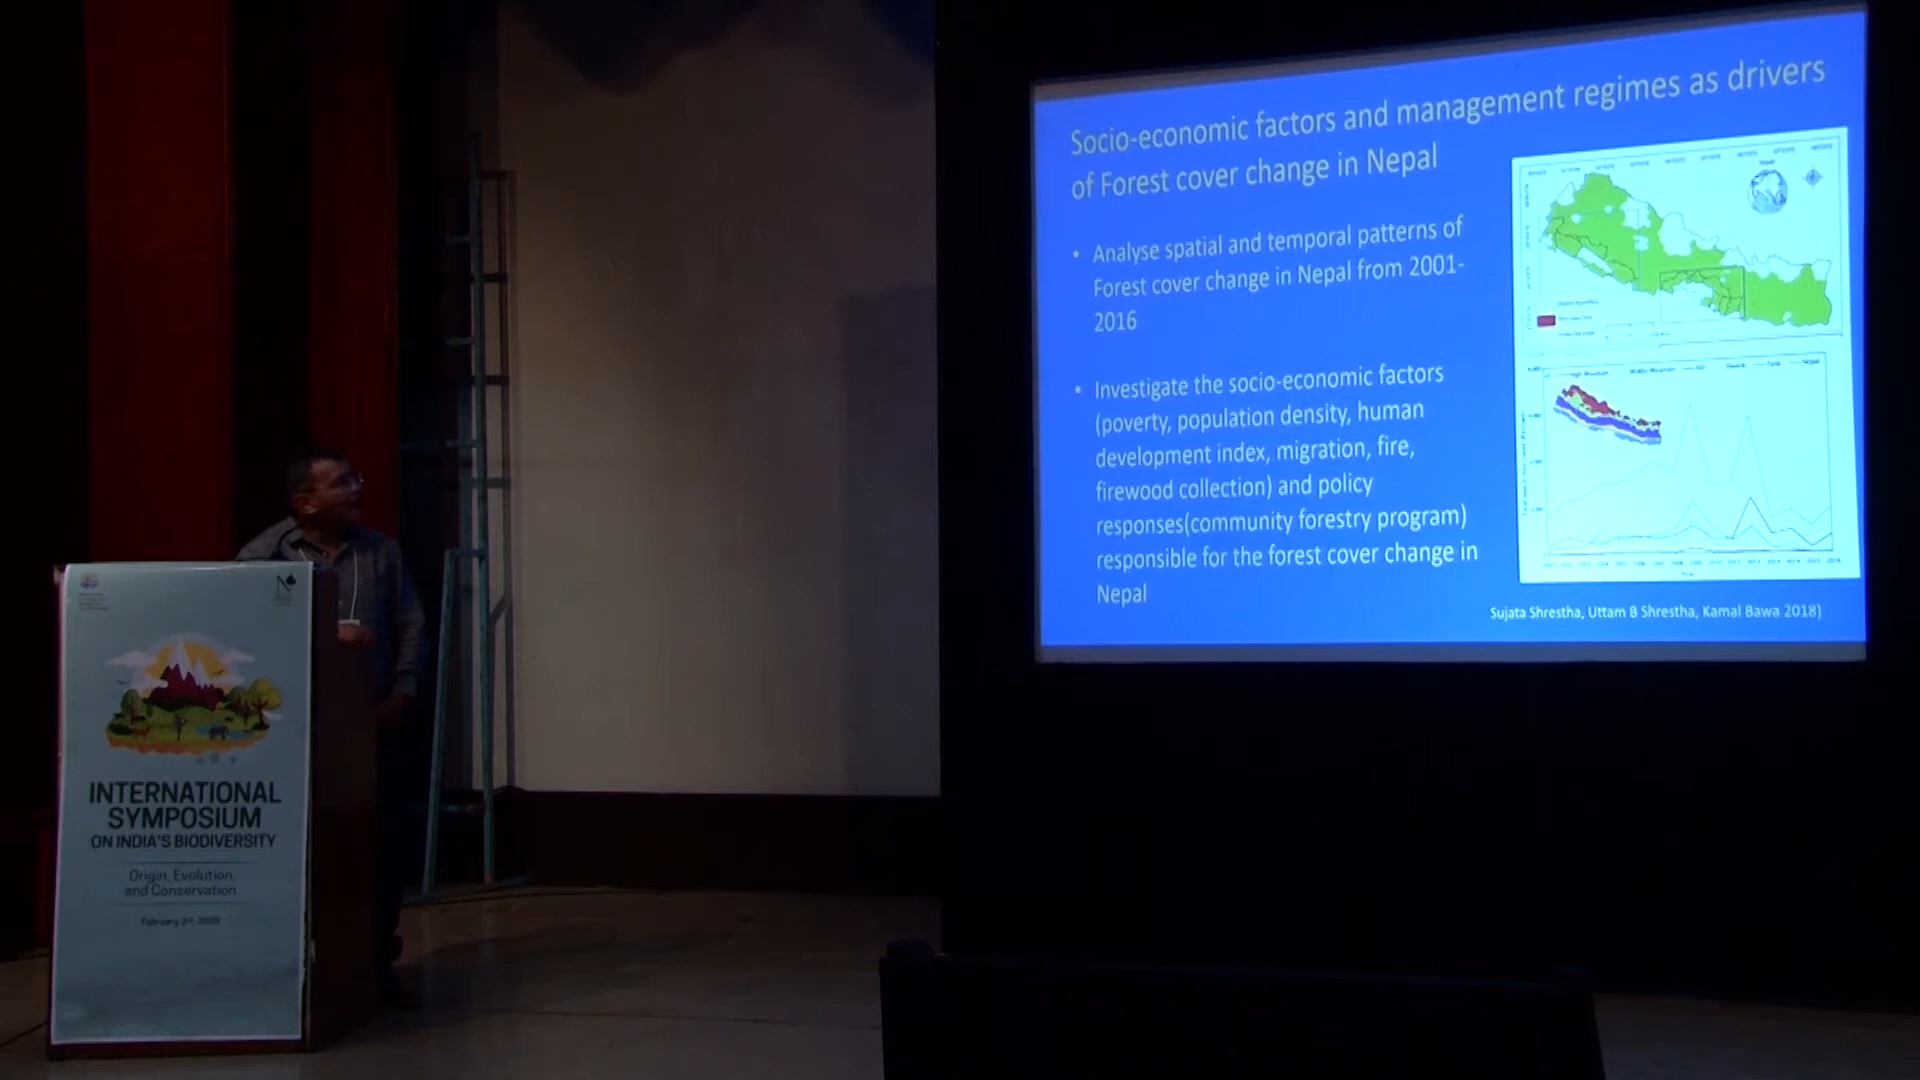 Socio-economic factors and management regimes as drivers
of Forest cover change in Nepal
• Analyse spatial and temporal patterns of
Forest cover change in Nepal from 2001-
2016
• Investigate the socio-economic factors
(poverty, population density, human
development index, migration, fire,
firewood collection) and policy
responses(community forestry program)
responsible for the forest cover change in
Nepal
Sujata Shrestha, Uttam B Shrestha, Kamal Bawa 2018)
INTERNATIONAL
SYMPOSIUM
ON INDIA'S BIODIVERSITY
Origin, Evolution,
and Conservation